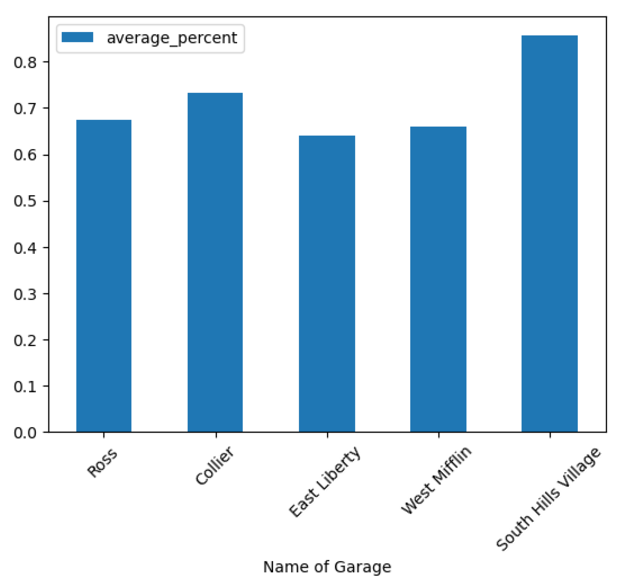 average_percent
0.8
0.7
0.6
0.5
0.4
0.3
0.2
0.1
0.0
Ross
Collier
East Liberty
West Mifflin
South Hills Village
Name of Garage